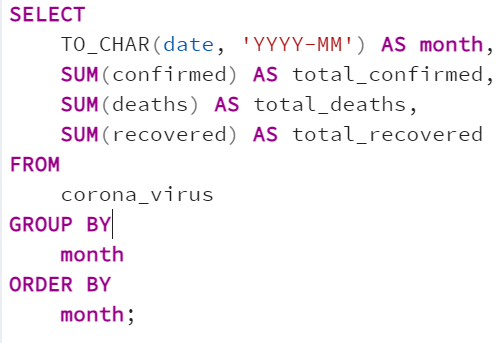 SELECT
TO_CHAR(date, 'YYYY-MM') AS month,
SUM(confirmed) AS total_confirmed,
SUM(deaths) AS total_deaths,
SUM(recovered) AS total_recovered
FROM
corona_virus
GROUP BY
month
ORDER BY
month;